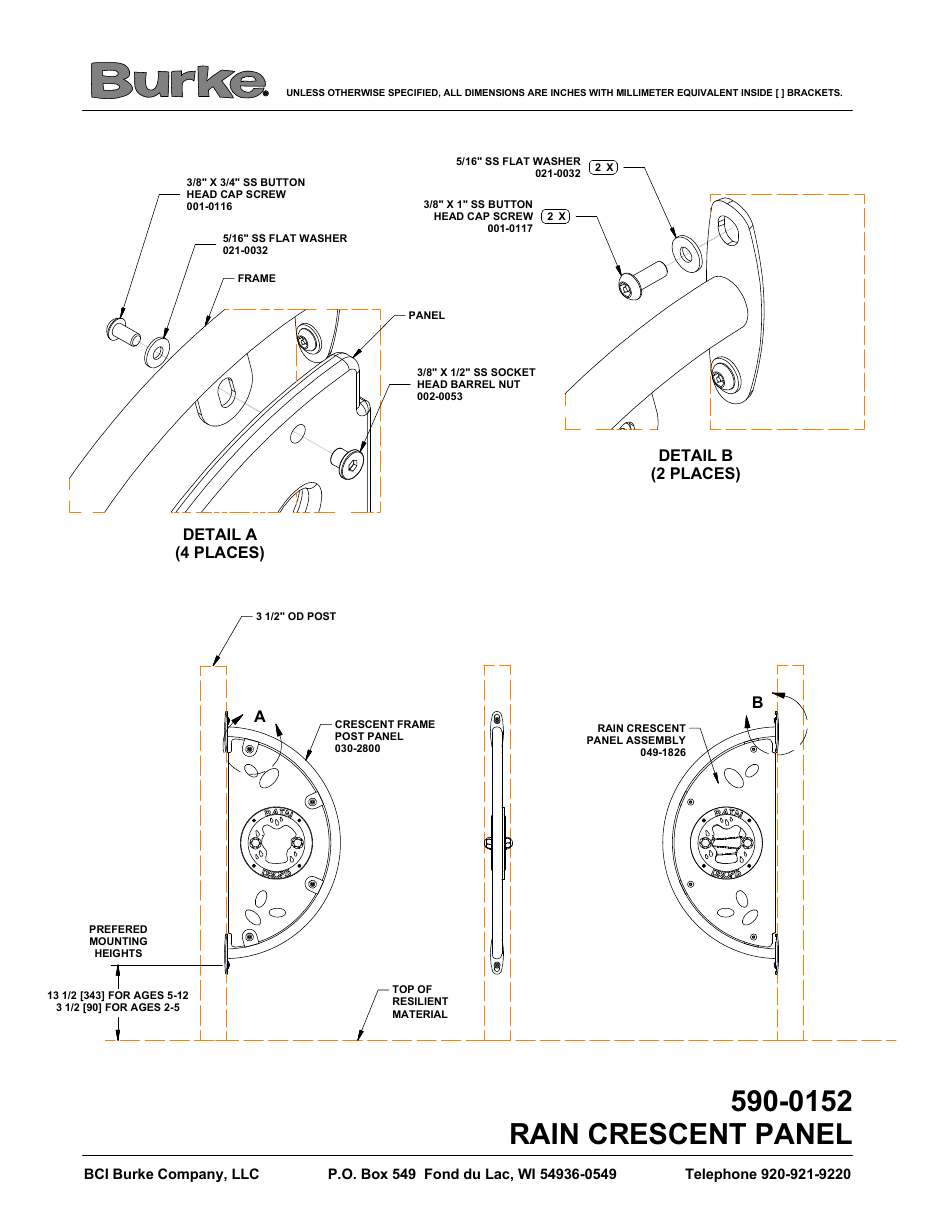 Burke
UNLESS OTHERWISE SPECIFIED, ALL DIMENSIONS ARE INCHES WITH MILLIMETER EQUIVALENT INSIDE [ ] BRACKETS.
3/8" X 3/4" SS BUTTON
HEAD CAP SCREW
001-0116
5/16" SS FLAT WASHER
021-0032
FRAME
PANEL
3/8" X 1/2" SS SOCKET
HEAD BARREL NUT
002-0053
DETAIL A
(4 PLACES)
5/16" SS FLAT WASHER
021-0032
2 X
3/8" X 1" SS BUTTON
HEAD CAP SCREW
001-0117
2 X
DETAIL B
(2 PLACES)
3 1/2" OD POST
A
CRESCENT FRAME
POST PANEL
030-2800
B
RAIN CRESCENT
PANEL ASSEMBLY
049-1826
PREFERED
MOUNTING
HEIGHTS
13 1/2 [343] FOR AGES 5-12
3 1/2 [90] FOR AGES 2-5
TOP OF
RESILIENT
MATERIAL
590-0152
RAIN CRESCENT PANEL
BCI Burke Company, LLC P.O. Box 549 Fond du Lac, WI 54936-0549 Telephone 920-921-9220